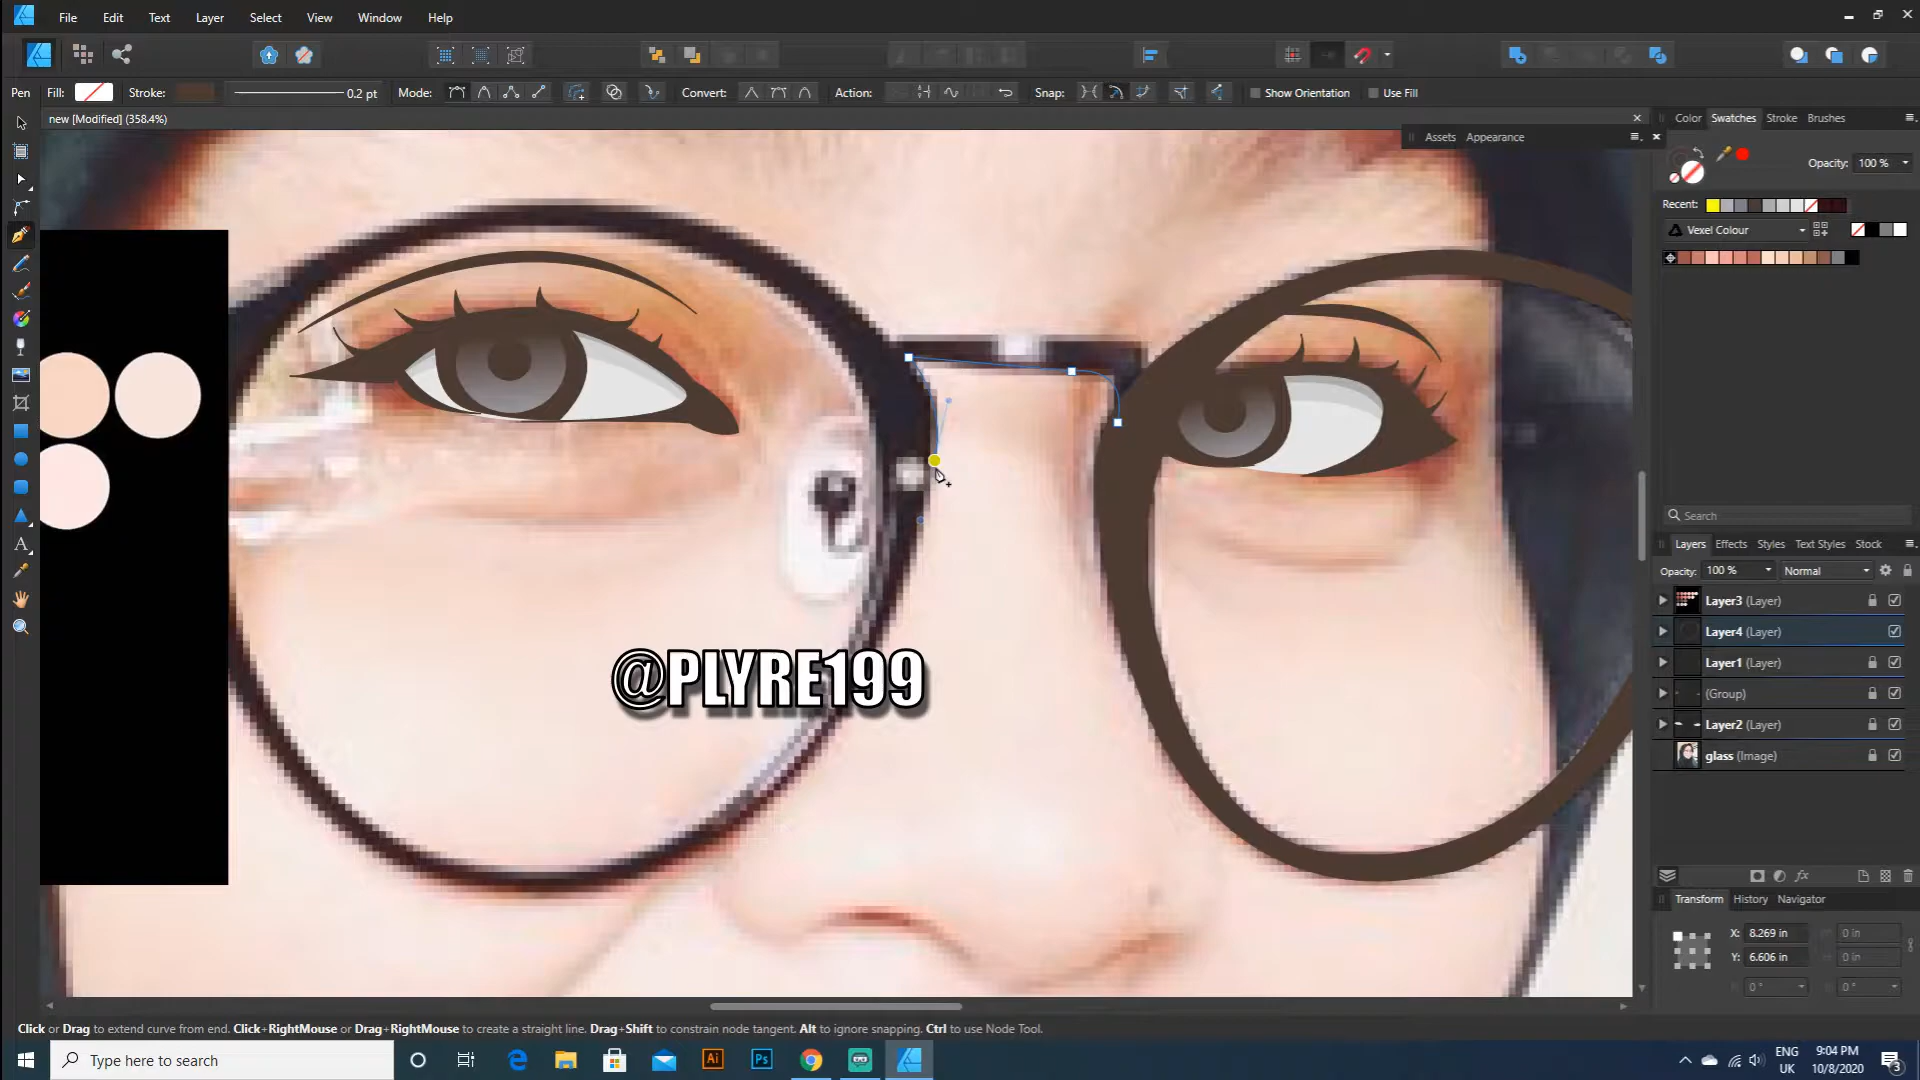 File Edit Text Layer Select View Window Help
Pen Fill: Stroke: 0.2 pt Mode: Convert: Action: Snap: Show Orientation Use Fill
new [Modified] (358.4%)
Assets Appearance
Color Swatches Stroke Brushes
Opacity: 100 %
Recent:
Vexel Colour
Search
Layers Effects Styles Text Styles Stock
Opacity: 100 % Normal
Layer3 (Layer)
Layer4 (Layer)
Layer1 (Layer)
(Group)
Layer2 (Layer)
glass (Image)
@PLYRE199
Transform History Navigator
X: 8.269 in 0 in
Y: 6.606 in 0 in
0 ° 0 °
Click or Drag to extend curve from end. Click+RightMouse or Drag+RightMouse to create a straight line. Drag+Shift to constrain node tangent. Alt to ignore snapping. Ctrl to use Node Tool.
Type here to search
Ai Ps
ENG
UK
9:04 PM
10/8/2020
3